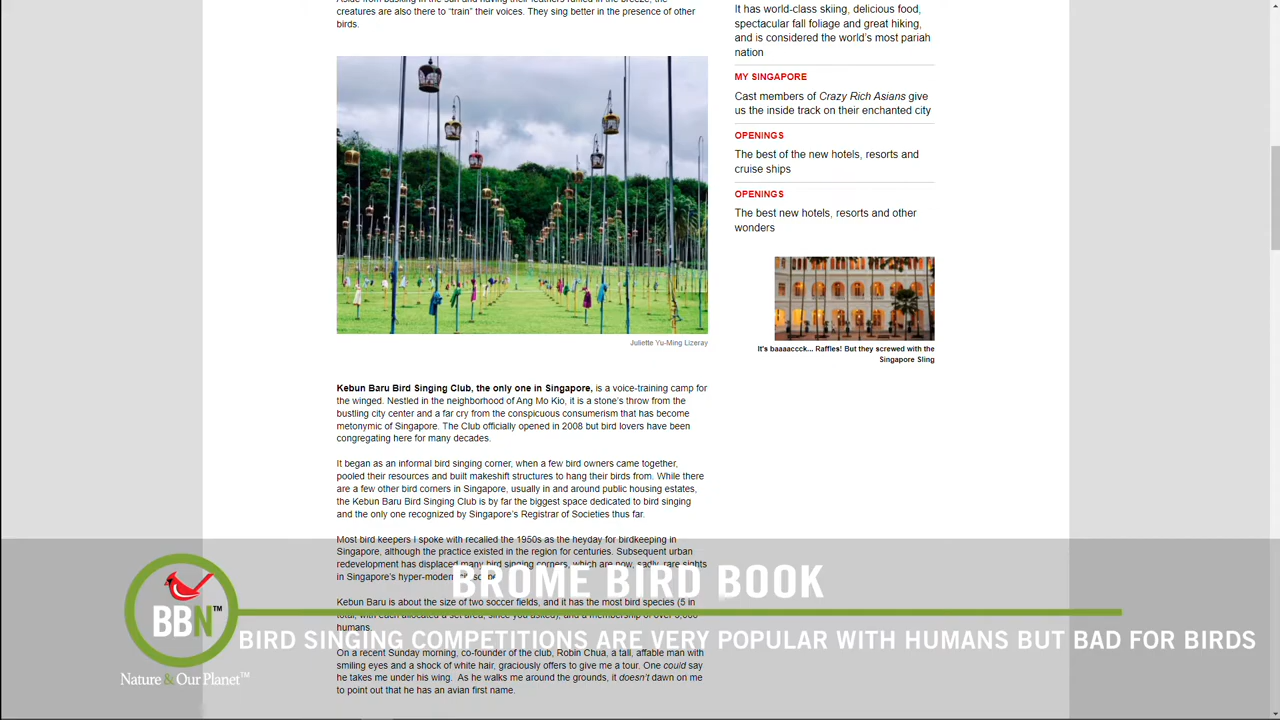 creatures are also there to “train” their voices. They sing better in the presence of other
birds.
Juliette Yu-Ming Lizeray
Kebun Baru Bird Singing Club, the only one in Singapore, is a voice-training camp for
the winged. Nestled in the neighborhood of Ang Mo Kio, it is a stone’s throw from the
bustling city center and a far cry from the conspicuous consumerism that has become
metonymic of Singapore. The Club officially opened in 2008 but bird lovers have been
congregating here for many decades.
It began as an informal bird singing corner, when a few bird owners came together,
pooled their resources and built makeshift structures to hang their birds from. While there
are a few other bird corners in Singapore, usually in and around public housing estates,
the Kebun Baru Bird Singing Club is by far the biggest space dedicated to bird singing
and the only one recognized by Singapore’s Registrar of Societies thus far.
Most bird keepers I spoke with recalled the 1950s as the heyday for birdkeeping in
Singapore, although the practice existed in the region for centuries. Subsequent urban
redevelopment has displaced many bird singing corners, which are now, sadly, rare sights
in Singapore’s hyper-modern
Kebun Baru is about the size of two soccer fields, and it has the most bird species (5 in
total, with each allocated a set area, since you asked), and a membership of over
humans.
On a recent Sunday morning, co-founder of the club, Robin Chua, a tall, affable man with
smiling eyes and a shock of white hair, graciously offers to give me a tour. One could say
he takes me under his wing. As he walks me around the grounds, it doesn’t dawn on me
to point out that he has an avian first name.
It has world-class skiing, delicious food,
spectacular fall foliage and great hiking,
and is considered the world’s most pariah
nation
MY SINGAPORE
Cast members of Crazy Rich Asians give
us the inside track on their enchanted city
OPENINGS
The best of the new hotels, resorts and
cruise ships
OPENINGS
The best new hotels, resorts and other
wonders
It's baaaaccck... Raffles! But they screwed with the
Singapore Sling
BROME BIRD BOOK
BBN™
BIRD SINGING COMPETITIONS ARE VERY POPULAR WITH HUMANS BUT BAD FOR BIRDS
Nature & Our Planet™